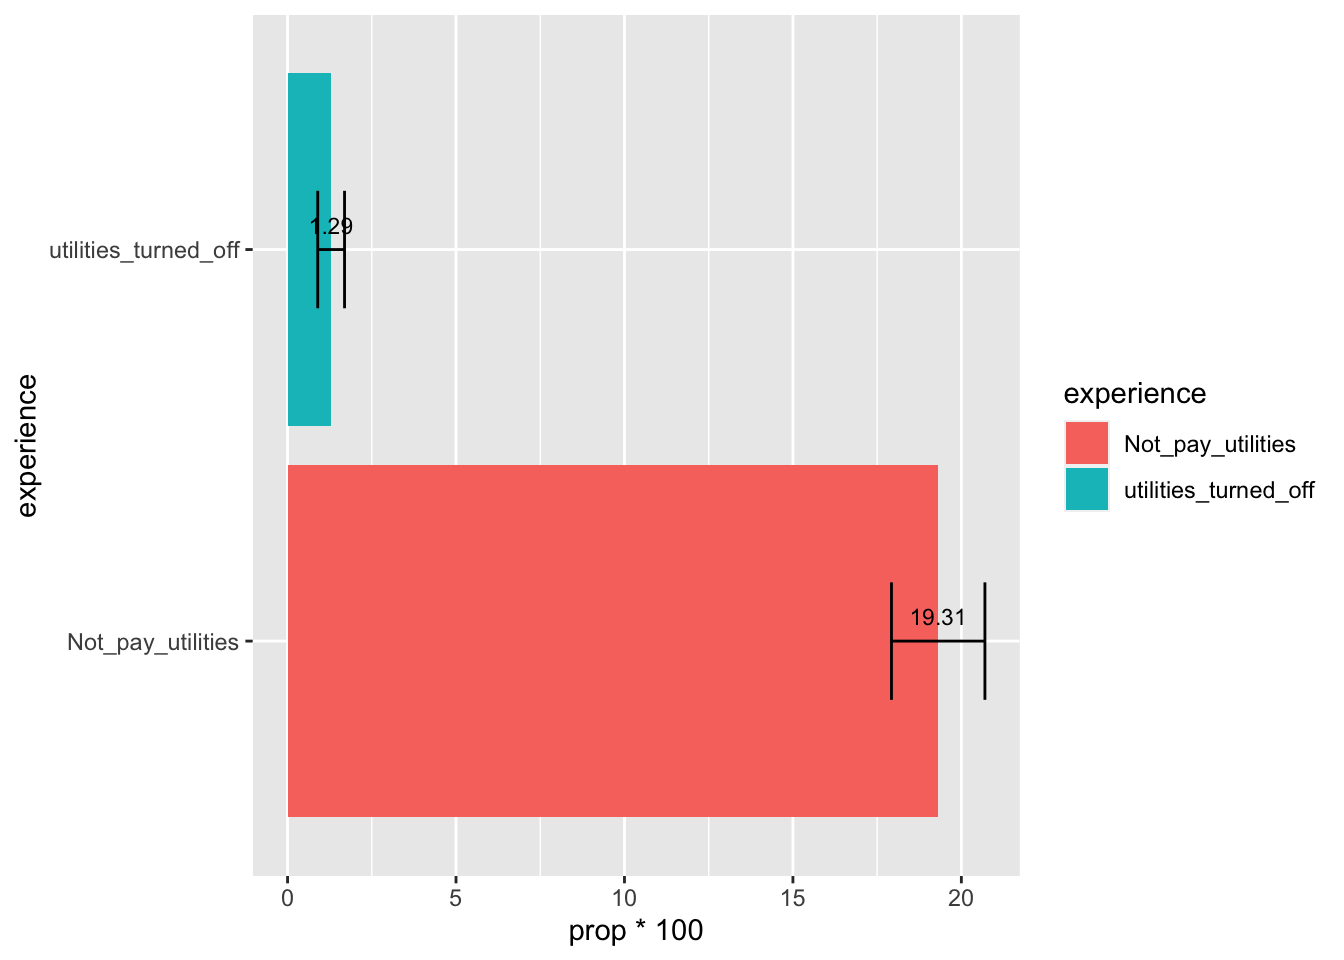 1.29
utilities_turned_off
experience
19.31
Not_pay_utilities
0 5 10 15 20
prop * 100
experience
Not_pay_utilities
utilities_turned_off